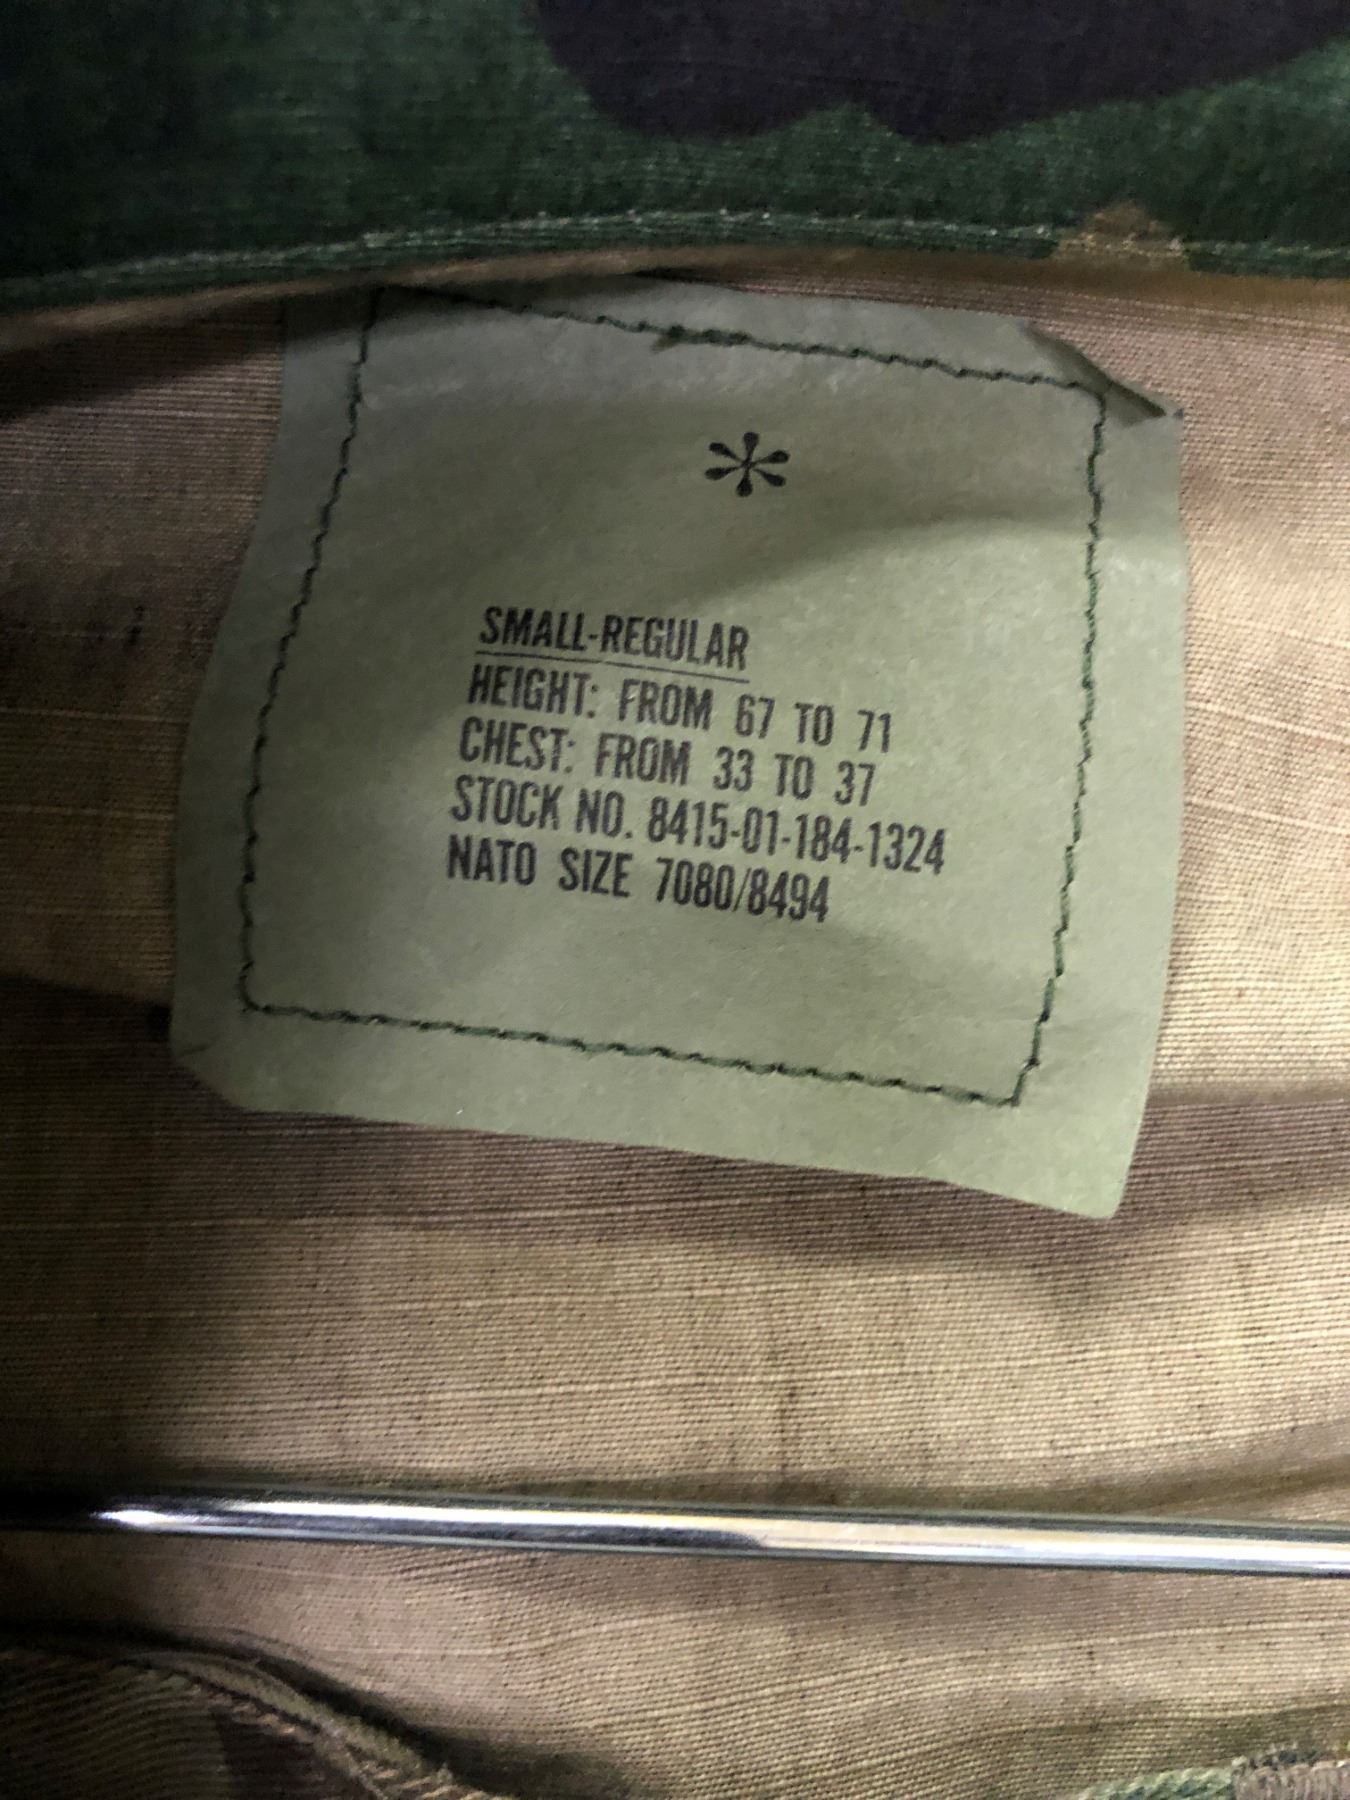 *
SMALL-REGULAR
HEIGHT: FROM 67 TO 71
CHEST: FROM 33 TO 37
STOCK NO. 8415-01-184-1324
NATO SIZE 7080/8494